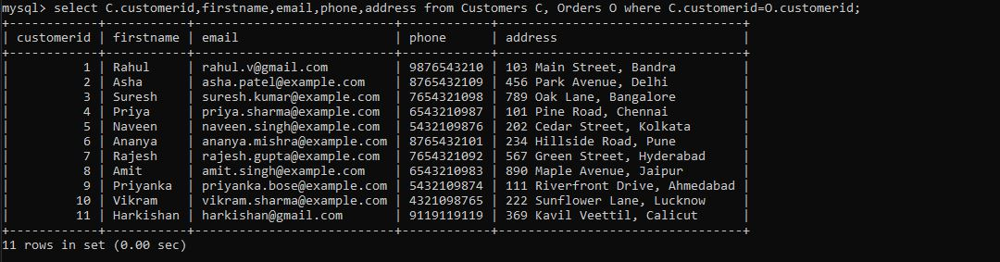 mysql> select C.customerid,firstname,email,phone,address from Customers C, Orders O where C.customerid=O.customerid;
+------------+-----------+---------------------------+------------+--------------------------------+
| customerid | firstname | email                     | phone      | address                        |
+------------+-----------+---------------------------+------------+--------------------------------+
|          1 | Rahul     | rahul.v@gmail.com         | 9876543210 | 103 Main Street, Bandra        |
|          2 | Asha      | asha.patel@example.com    | 8765432109 | 456 Park Avenue, Delhi         |
|          3 | Suresh    | suresh.kumar@example.com  | 7654321098 | 789 Oak Lane, Bangalore        |
|          4 | Priya     | priya.sharma@example.com  | 6543210987 | 101 Pine Road, Chennai         |
|          5 | Naveen    | naveen.singh@example.com  | 5432109876 | 202 Cedar Street, Kolkata      |
|          6 | Ananya    | ananya.mishra@example.com | 8765432101 | 234 Hillside Road, Pune        |
|          7 | Rajesh    | rajesh.gupta@example.com  | 7654321092 | 567 Green Street, Hyderabad    |
|          8 | Amit      | amit.singh@example.com    | 6543210983 | 890 Maple Avenue, Jaipur       |
|          9 | Priyanka  | priyanka.bose@example.com | 5432109874 | 111 Riverfront Drive, Ahmedabad |
|         10 | Vikram    | vikram.sharma@example.com | 4321098765 | 222 Sunflower Lane, Lucknow    |
|         11 | Harkishan | harkishan@gmail.com       | 9119119119 | 369 Kavil Veettil, Calicut     |
+------------+-----------+---------------------------+------------+--------------------------------+
11 rows in set (0.00 sec)